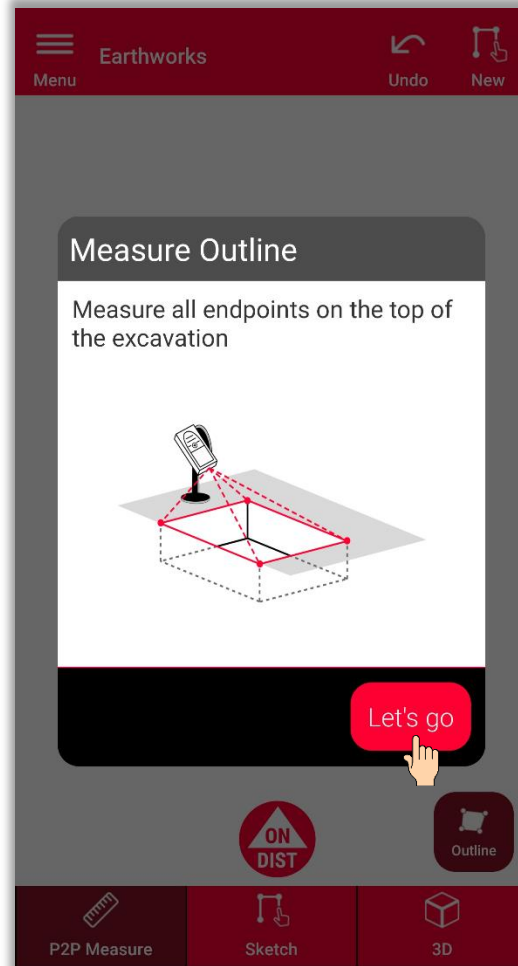 Earthworks
Menu
Undo
New
Measure Outline
Measure all endpoints on the top of
the excavation
Let's go
ON
DIST
Outline
P2P Measure
Sketch
3D